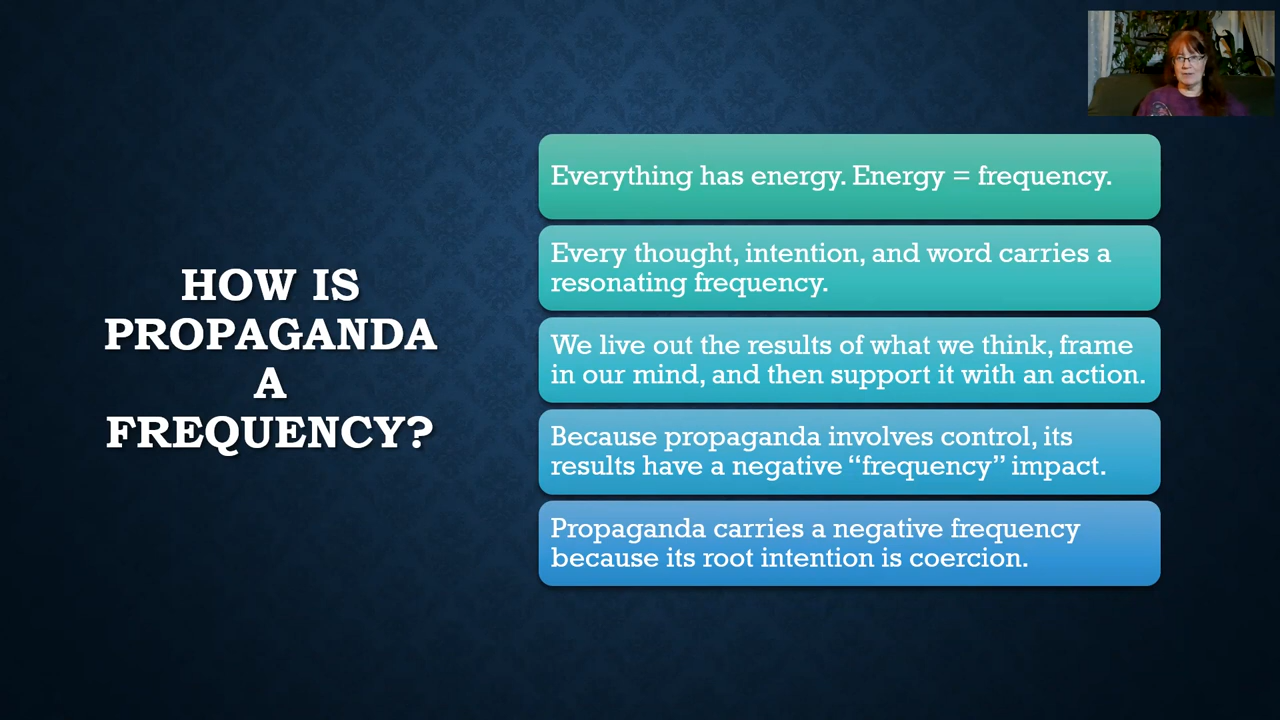 HOW IS
PROPAGANDA
A
FREQUENCY?
Everything has energy. Energy = frequency.
Every thought, intention, and word carries a
resonating frequency.
We live out the results of what we think, frame
in our mind, and then support it with an action.
Because propaganda involves control, its
results have a negative “frequency” impact.
Propaganda carries a negative frequency
because its root intention is coercion.